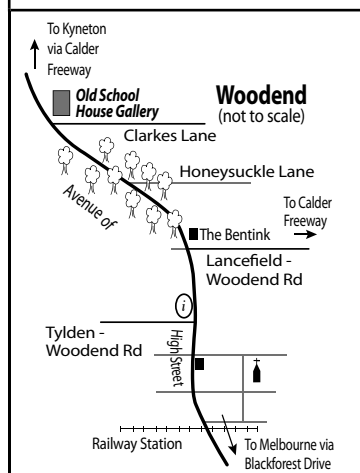 To Kyneton
via Calder
Freeway
Old School
House Gallery
Woodend
(not to scale)
Clarkes Lane
Honeysuckle Lane
Avenue of
To Calder
Freeway
The Bentink
Lancefield -
Woodend Rd
i
Tylden -
Woodend Rd
High Street
Railway Station
To Melbourne via
Blackforest Drive